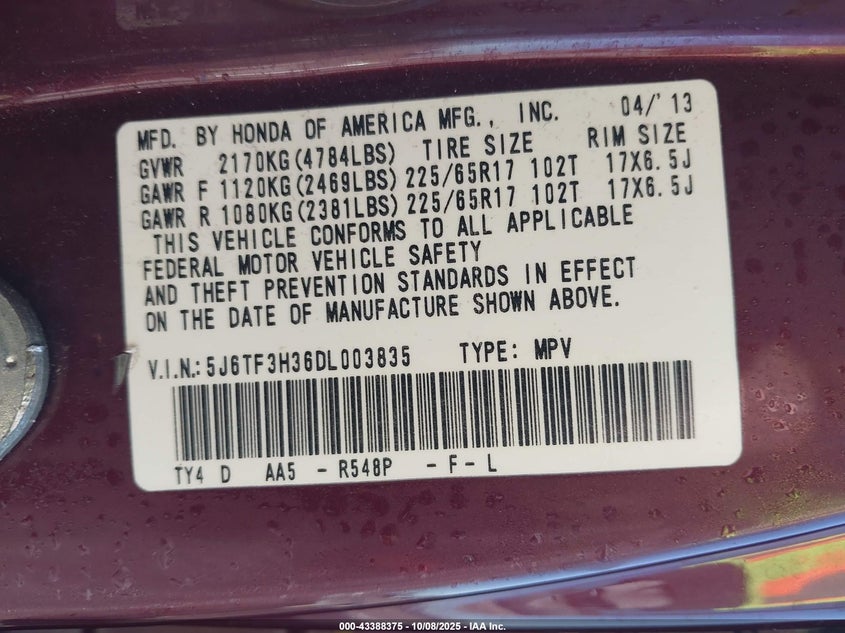 MFD. BY HONDA OF AMERICA MFG., INC. 04/'13
GVWR 2170KG(4784LBS) TIRE SIZE RIM SIZE
GAWR F 1120KG(2469LBS) 225/65R17 102T 17X6.5J
GAWR R 1080KG(2381LBS) 225/65R17 102T 17X6.5J
THIS VEHICLE CONFORMS TO ALL APPLICABLE
FEDERAL MOTOR VEHICLE SAFETY
AND THEFT PREVENTION STANDARDS IN EFFECT
ON THE DATE OF MANUFACTURE SHOWN ABOVE.
V.I.N.: 5J6TF3H36DL003835 TYPE: MPV
TY4 D AA5 - R548P - F - L
000-43388375 - 10/08/2025 - IAA Inc.